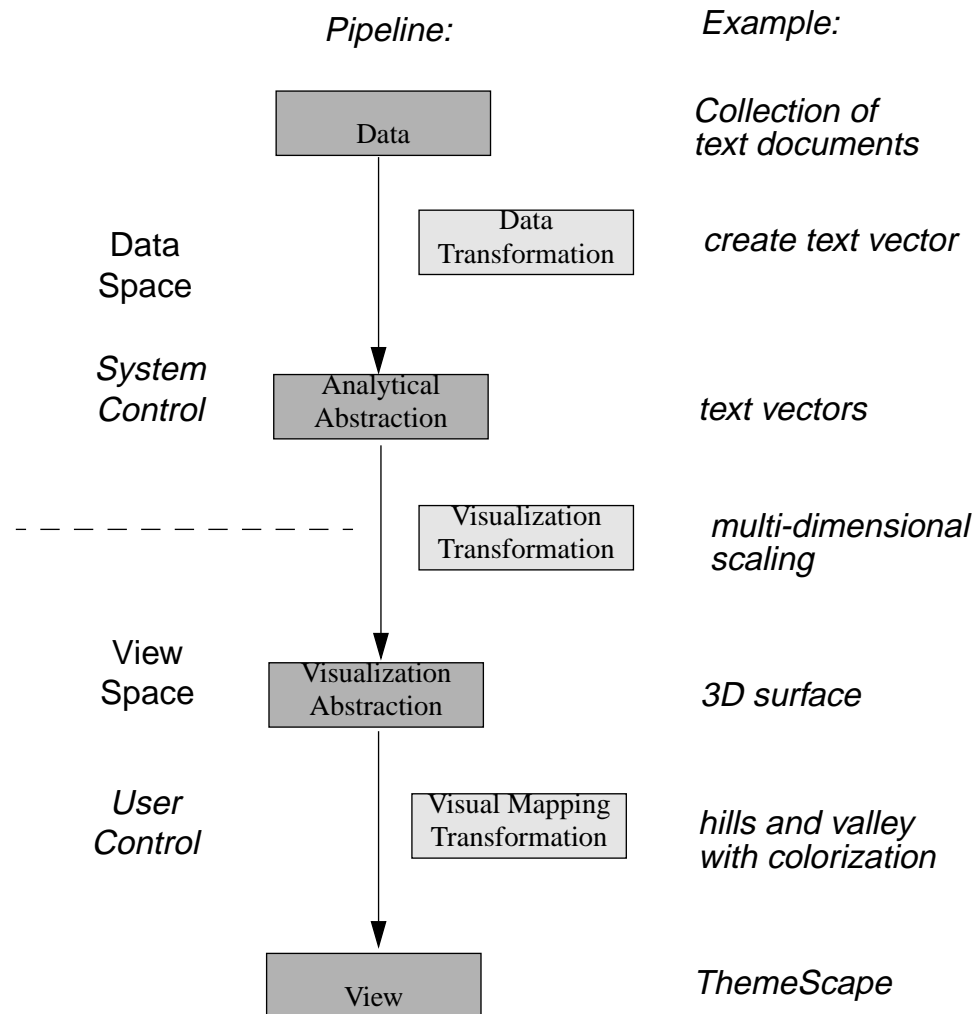 Pipeline:
Example:
Data
Collection of
text documents
Data
Space
Data
Transformation
create text vector
System
Control
Analytical
Abstraction
text vectors
Visualization
Transformation
multi-dimensional
scaling
View
Space
Visualization
Abstraction
3D surface
User
Control
Visual Mapping
Transformation
hills and valley
with colorization
View
ThemeScape